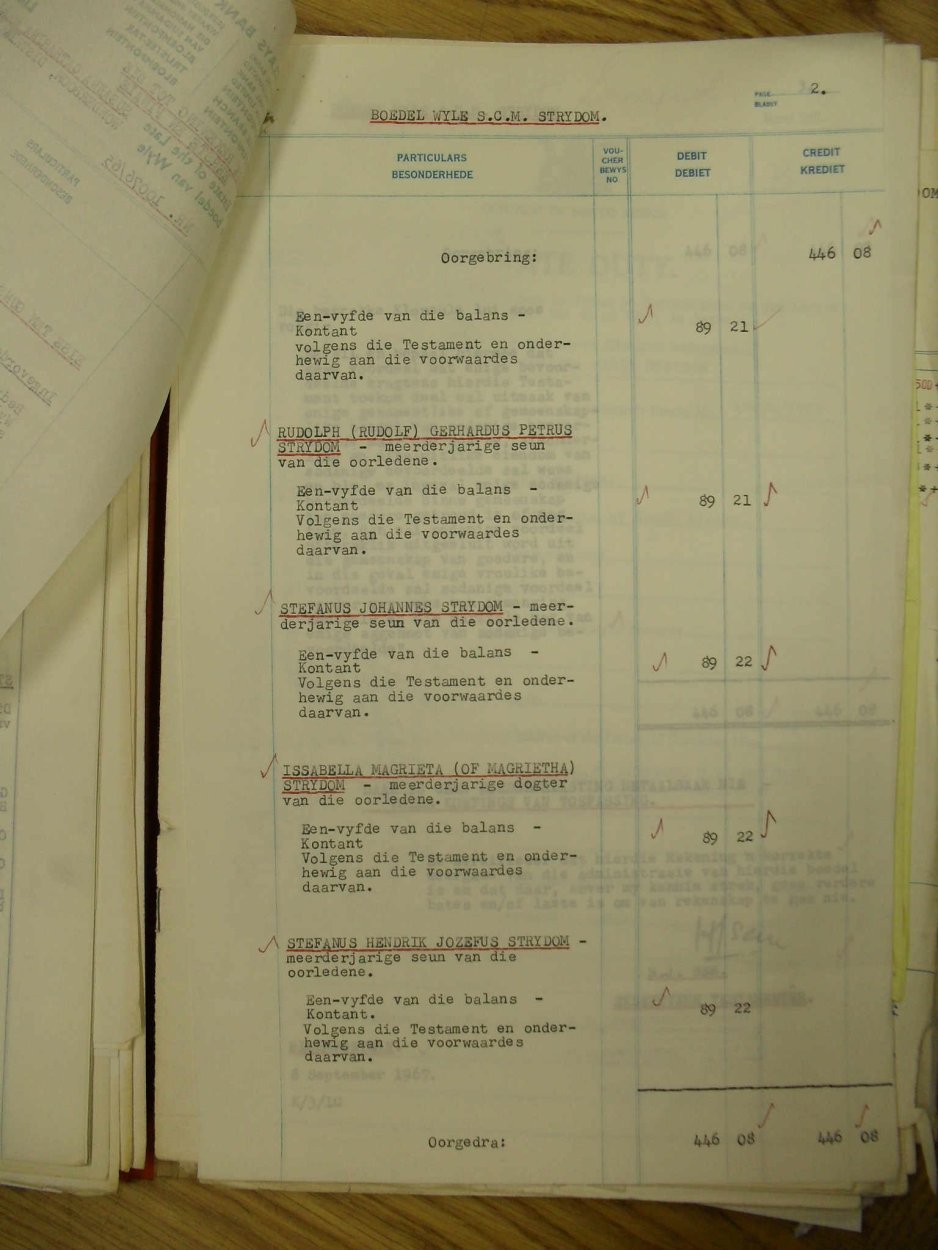 PAGE
BLADSY
2.
BOEDEL WYLE S.C.M. STRYDOM.
PARTICULARS
BESONDERHEDE
VOU-
CHER
BEWYS
NO.
DEBIT
DEBIET
CREDIT
KREDIET
Oorgebring: 446 08
Een-vyfde van die balans -
Kontant 89 21
volgens die Testament en onder-
hewig aan die voorwaardes
daarvan.
RUDOLPH (RUDOLF) GERHARDUS PETRUS
STRYDOM - meerderjarige seun
van die oorledene.
Een-vyfde van die balans - 89 21
Kontant
Volgens die Testament en onder-
hewig aan die voorwaardes
daarvan.
STEFANUS JOHANNES STRYDOM - meer-
derjarige seun van die oorledene.
Een-vyfde van die balans - 89 22
Kontant
Volgens die Testament en onder-
hewig aan die voorwaardes
daarvan.
ISSABELLA MAGRIETA (OF MAGRIETHA)
STRYDOM - meerderjarige dogter
van die oorledene.
Een-vyfde van die balans - 89 22
Kontant
Volgens die Testament en onder-
hewig aan die voorwaardes
daarvan.
STEFANUS HENDRIK JOZEFUS STRYDOM -
meerderjarige seun van die
oorledene.
Een-vyfde van die balans - 89 22
Kontant.
Volgens die Testament en onder-
hewig aan die voorwaardes
daarvan.
8 September 1967.
K/3/LU
Oorgedra: 446 08 446 08